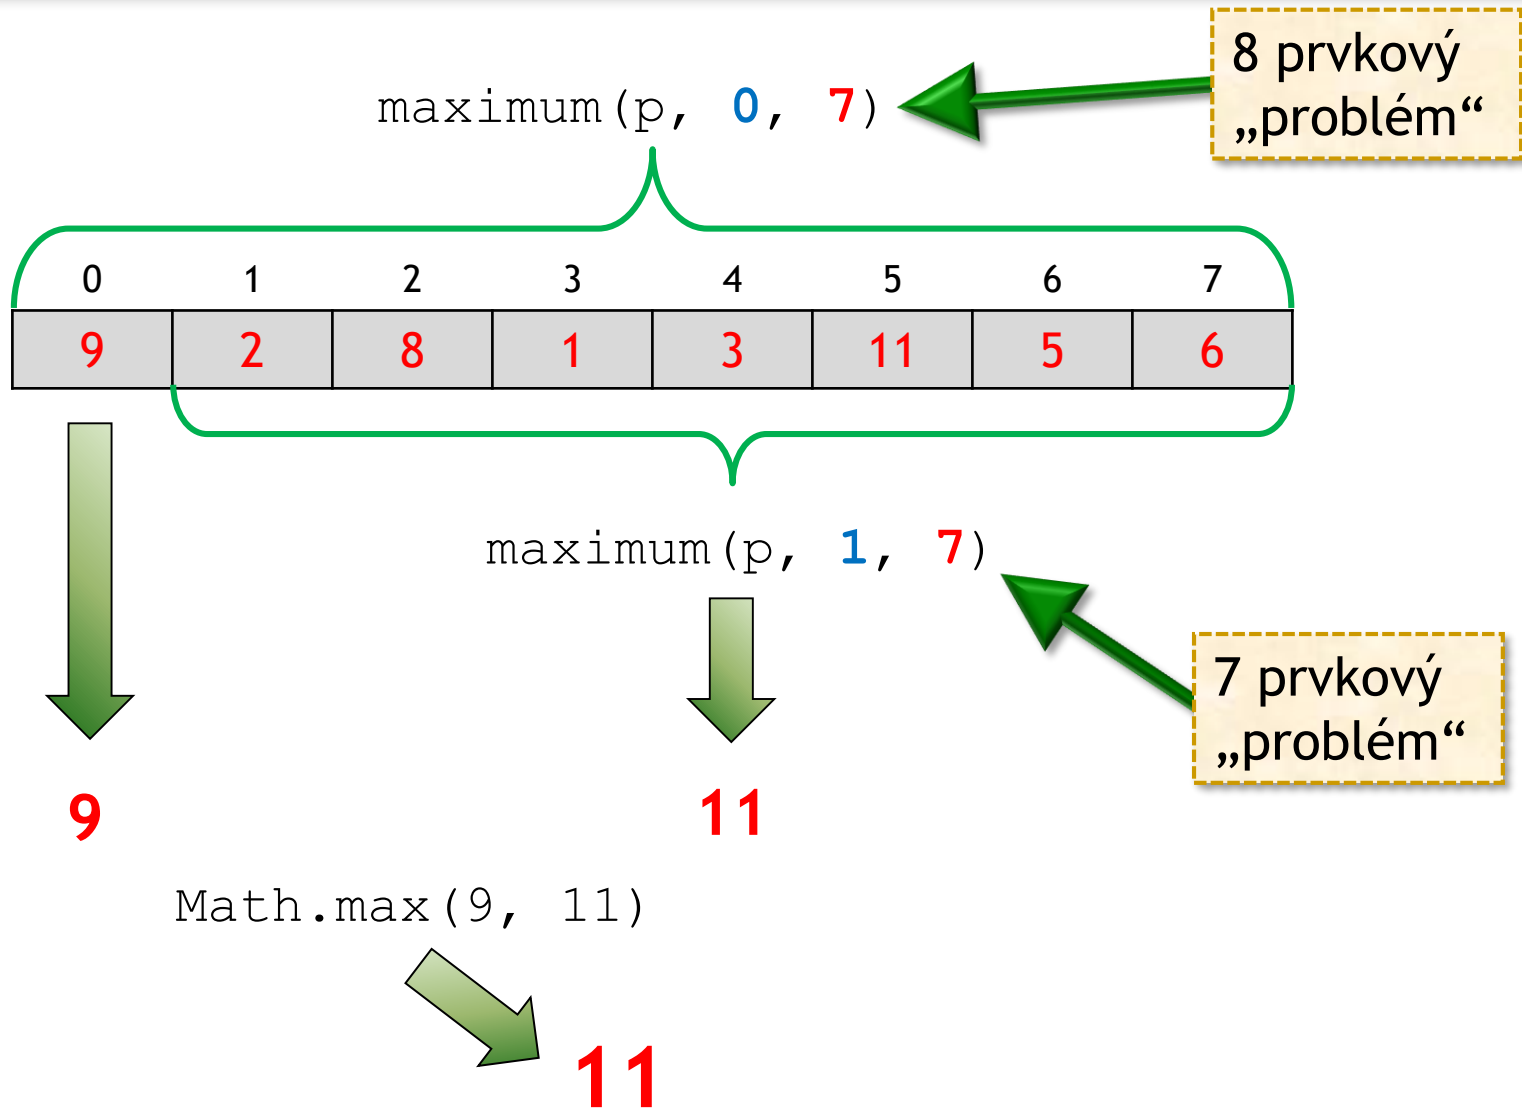 8 prvkový
„problém“
maximum(p, 0, 7)
0 1 2 3 4 5 6 7
9 2 8 1 3 11 5 6
maximum(p, 1, 7)
7 prvkový
„problém“
9 11
Math.max(9, 11)
11